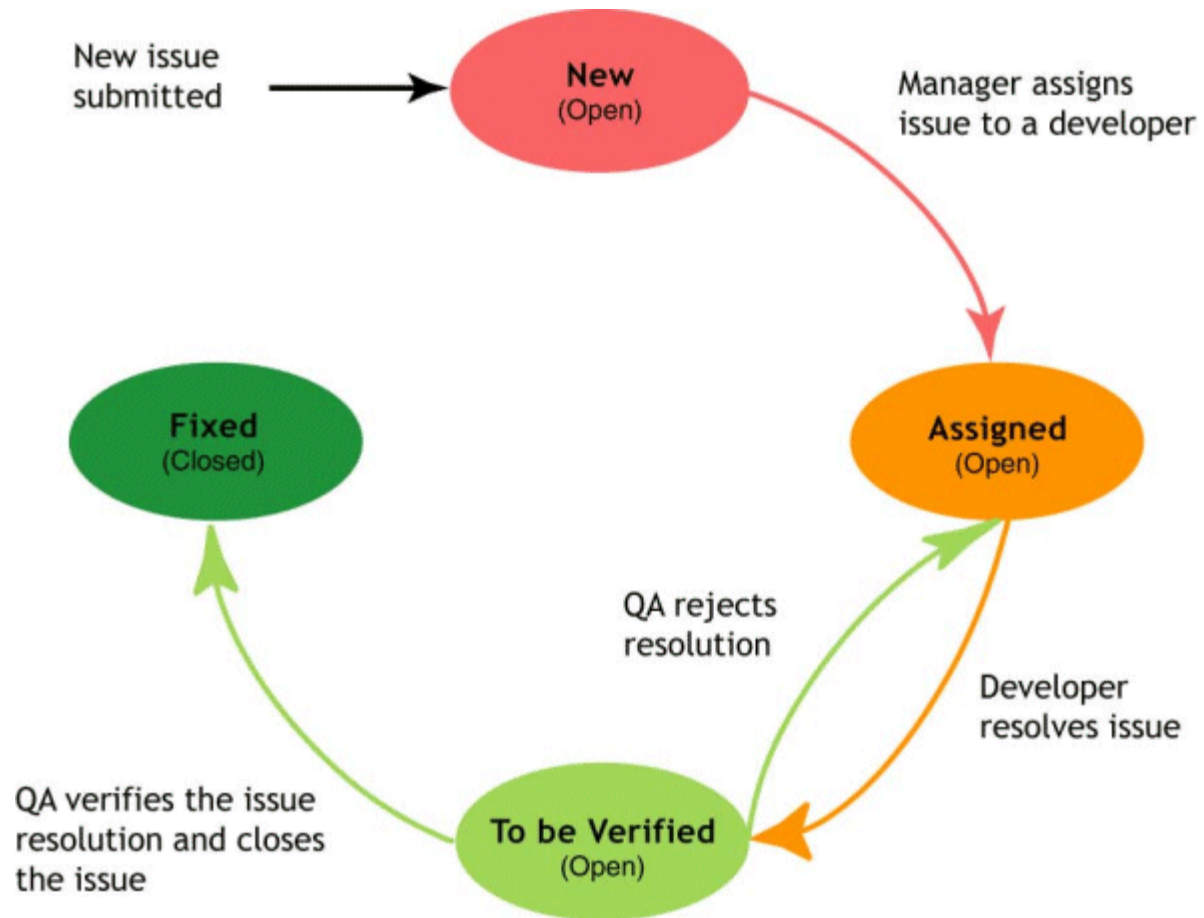 New issue
submitted
New
(Open)
Manager assigns
issue to a developer
Fixed
(Closed)
Assigned
(Open)
QA rejects
resolution
Developer
resolves issue
QA verifies the issue
resolution and closes
the issue
To be Verified
(Open)